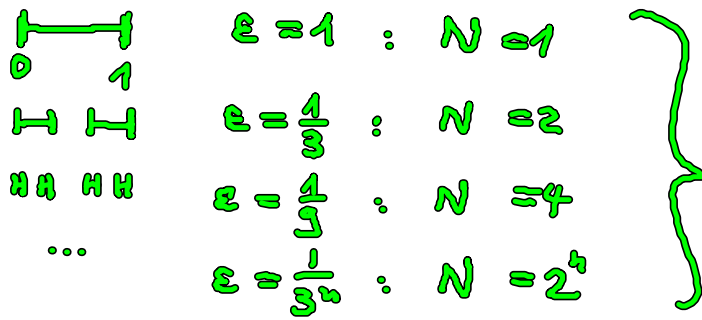 ε = 1 : N = 1
0 1
ε = 1/3 : N = 2
ε = 1/9 : N = 4
...
ε = 1/3ⁿ : N = 2ⁿ